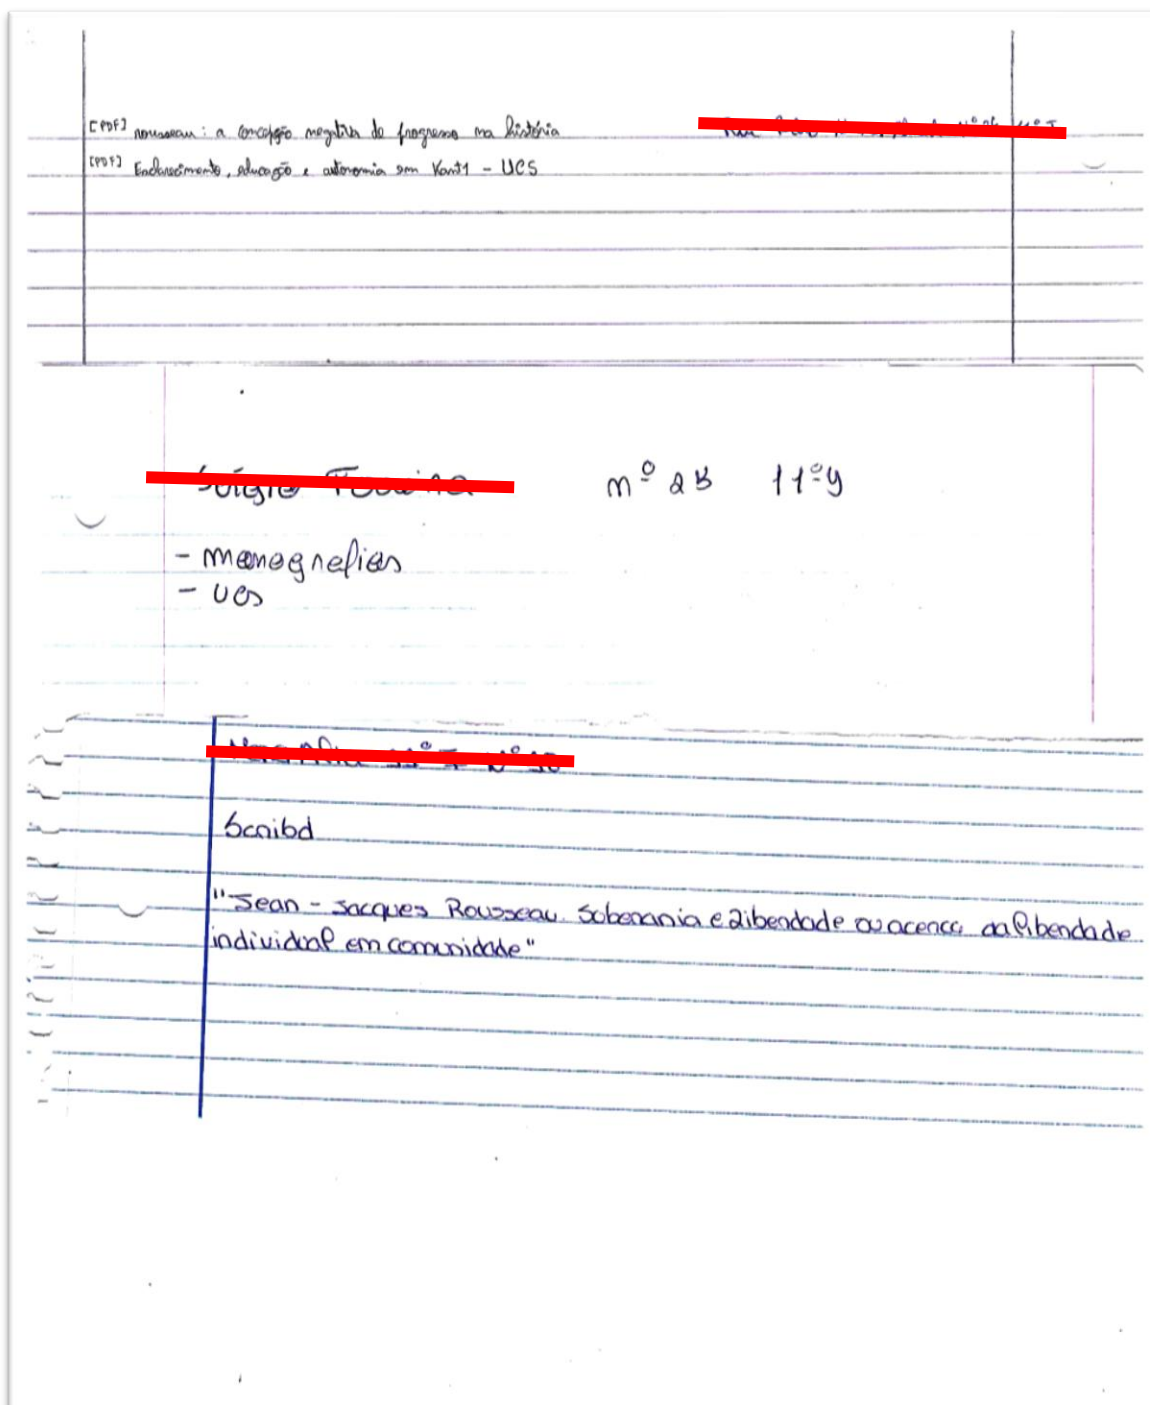 [PDF] rousseau: a concepção negativa do progresso na história
[PDF] Esclarecimento, educação e autonomia em Kant1 - UCS
nº 25 11ºy
- monografias
- ucs
Scribd
"Jean - Jacques Rousseau. Soberania e Liberdade ou acerca da liberdade
individual em comunidade"